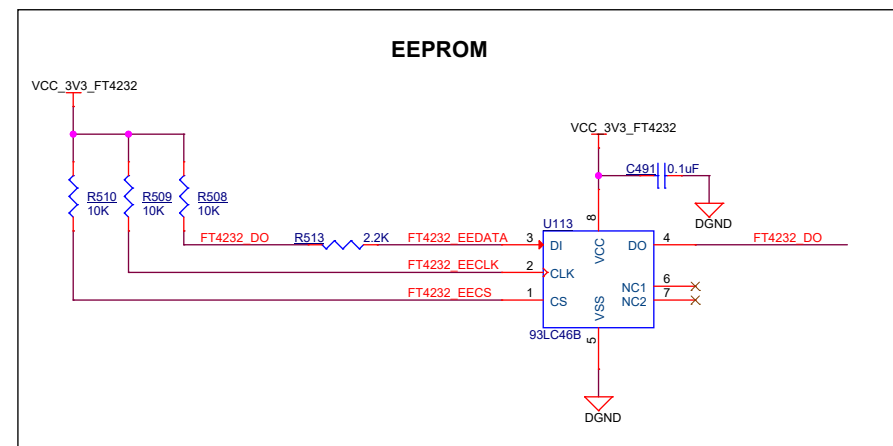 EEPROM
VCC_3V3_FT4232
VCC_3V3_FT4232
C491 0.1uF
DGND
R510 R509 R508
10K 10K 10K
U113
8
FT4232_DO R513 2.2K FT4232_EEDATA 3 DI VCC DO 4 FT4232_DO
FT4232_EECLK 2 CLK
NC1 6
FT4232_EECS 1 CS VSS NC2 7
93LC46B
5
DGND